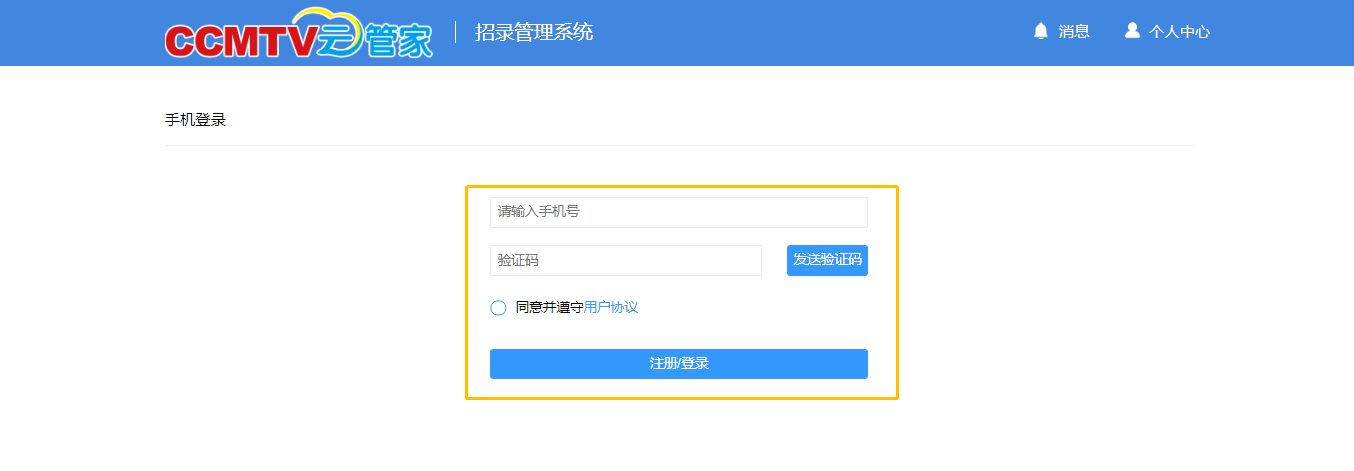 CCMTV云管家 招录管理系统 消息 个人中心
手机登录
请输入手机号
验证码 发送验证码
同意并遵守用户协议
注册/登录